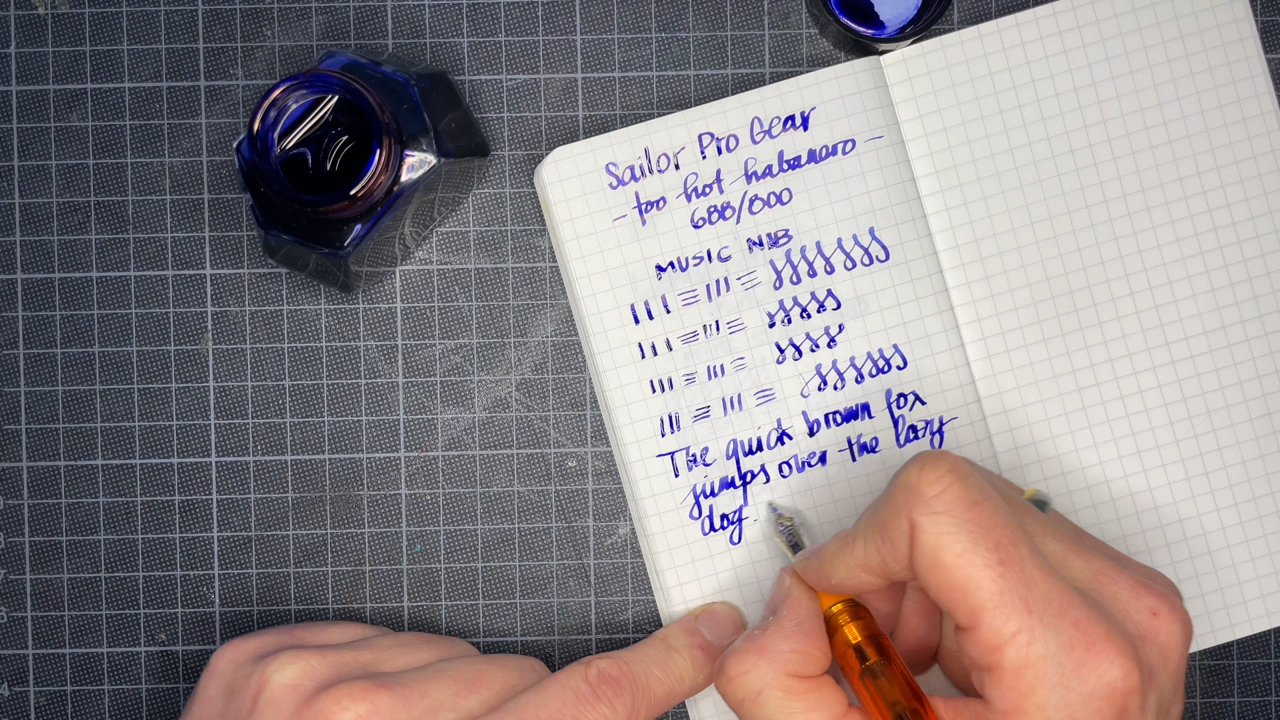 Sailor Pro Gear
- too hot habanero -
688/800
MUSIC NIB
The quick brown fox
jumps over the lazy
dog.